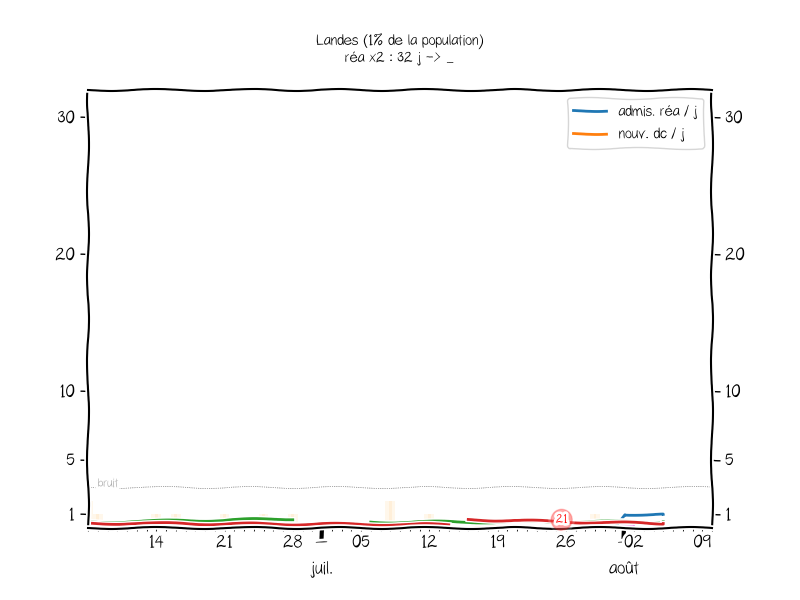 Landes (1% de la population)
réa x2 : 32 j -> _
admis. réa / j
nouv. dc / j
30
30
20
20
10
10
5
5
bruit
1
1
21
14
21
28
05
12
19
26
02
09
juil.
août